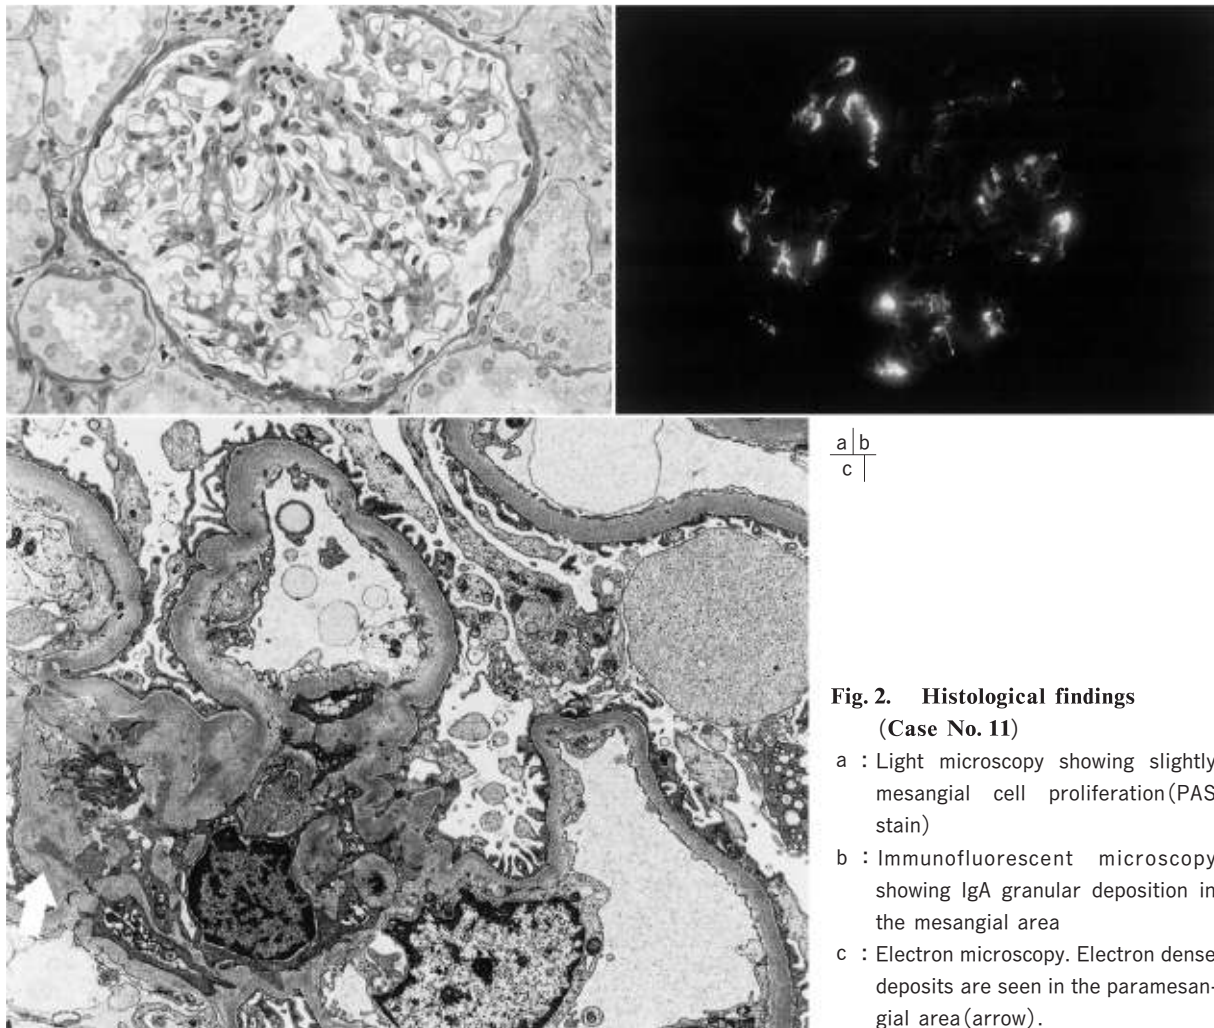 a b
c
Fig. 2. Histological findings
(Case No. 11)
a : Light microscopy showing slightly
mesangial cell proliferation(PAS
stain)
b : Immunofluorescent microscopy
showing IgA granular deposition in
the mesangial area
c : Electron microscopy. Electron dense
deposits are seen in the paramesan-
gial area(arrow).